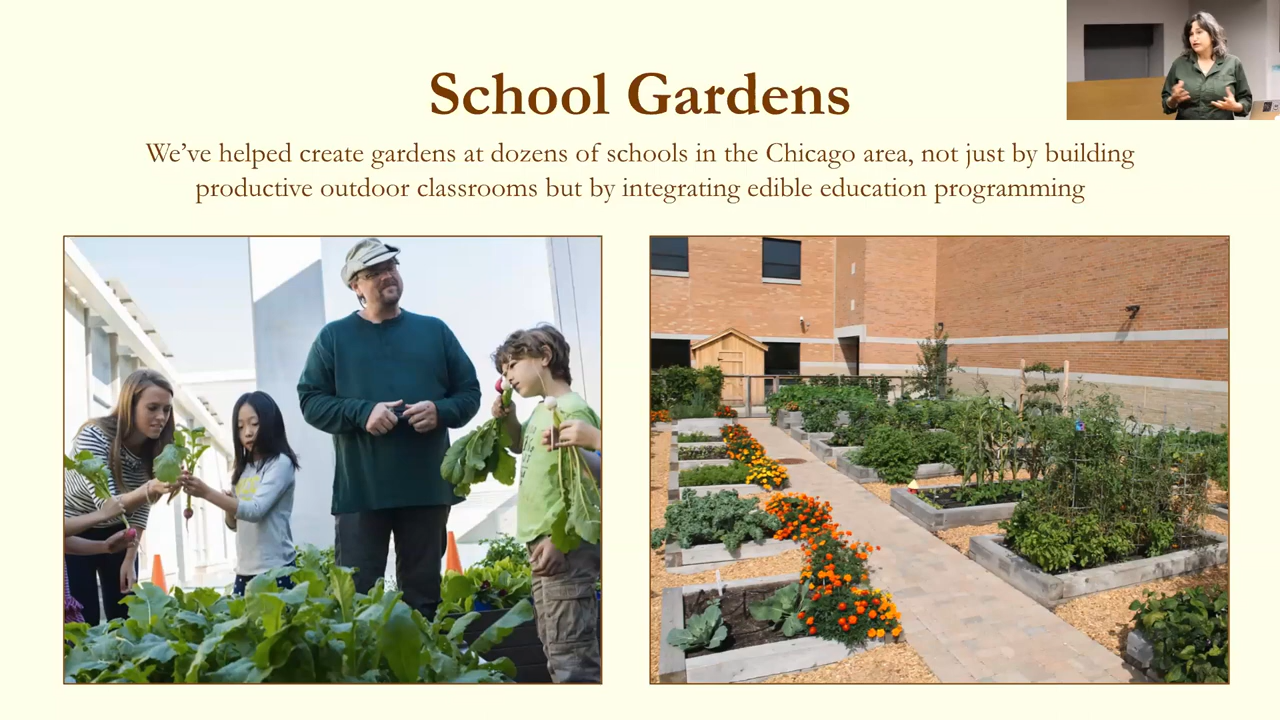 School Gardens
We’ve helped create gardens at dozens of schools in the Chicago area, not just by building
productive outdoor classrooms but by integrating edible education programming